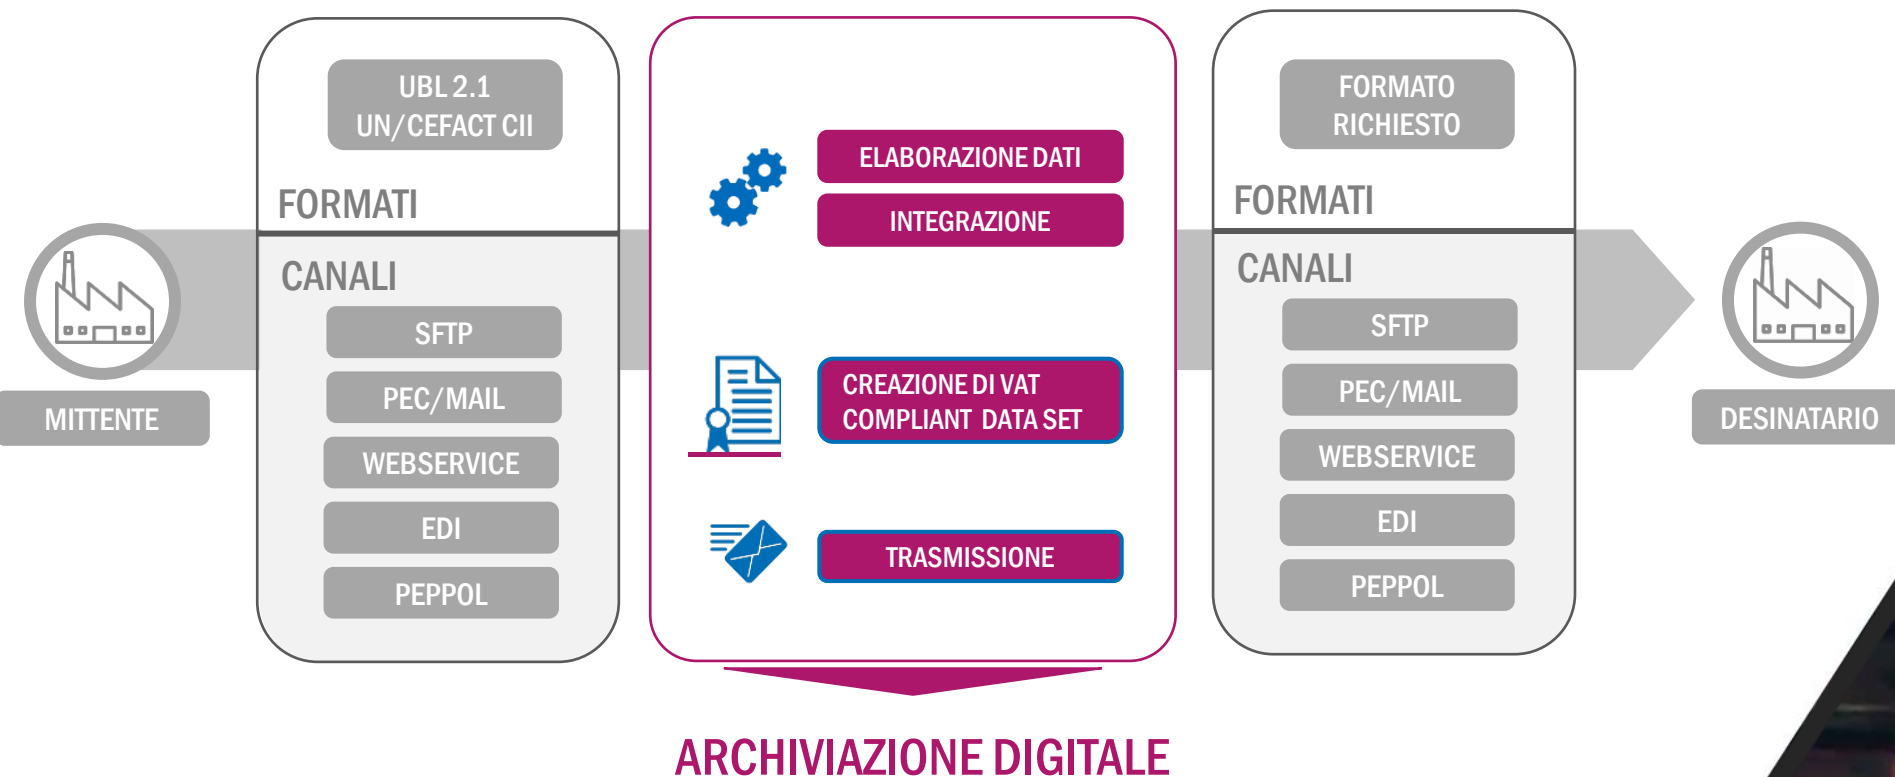 MITTENTE
UBL 2.1
UN/CEFACT CII
FORMATI
CANALI
SFTP
PEC/MAIL
WEBSERVICE
EDI
PEPPOL
ELABORAZIONE DATI
INTEGRAZIONE
CREAZIONE DI VAT
COMPLIANT DATA SET
TRASMISSIONE
ARCHIVIAZIONE DIGITALE
FORMATO
RICHIESTO
FORMATI
CANALI
SFTP
PEC/MAIL
WEBSERVICE
EDI
PEPPOL
DESINATARIO